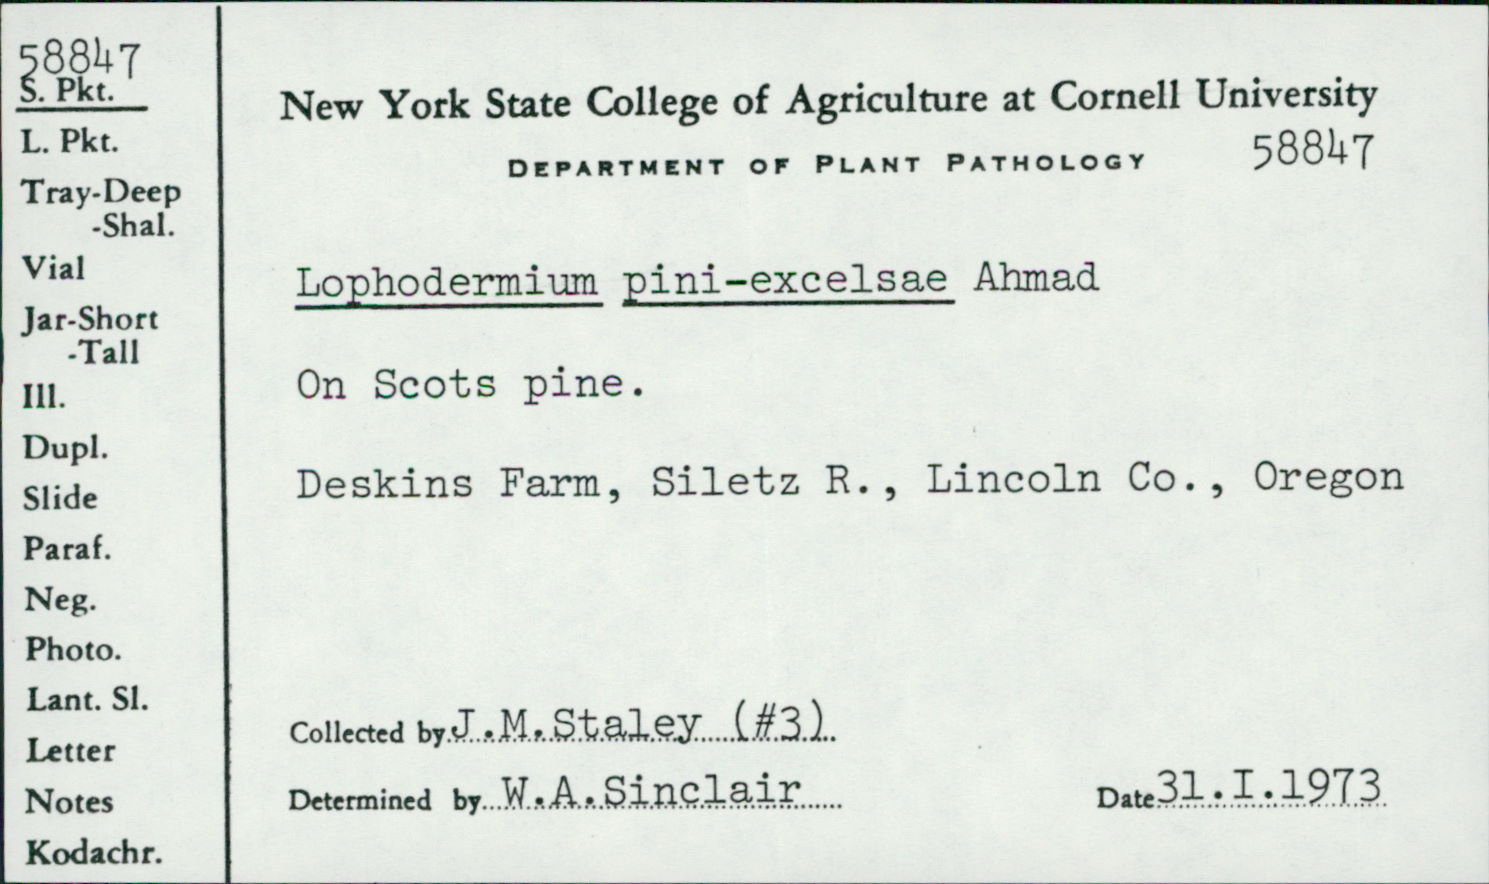 58847
S. Pkt.
L. Pkt.
Tray-Deep
-Shal.
Vial
Jar-Short
-Tall
Ill.
Dupl.
Slide
Paraf.
Neg.
Photo.
Lant. Sl.
Letter
Notes
Kodachr.
New York State College of Agriculture at Cornell University
DEPARTMENT OF PLANT PATHOLOGY
58847
Lophodermium pini-excelsae Ahmad
On Scots pine.
Deskins Farm, Siletz R., Lincoln Co., Oregon
Collected by J.M.Staley (#3)
Determined by W.A.Sinclair
Date 31.I.1973